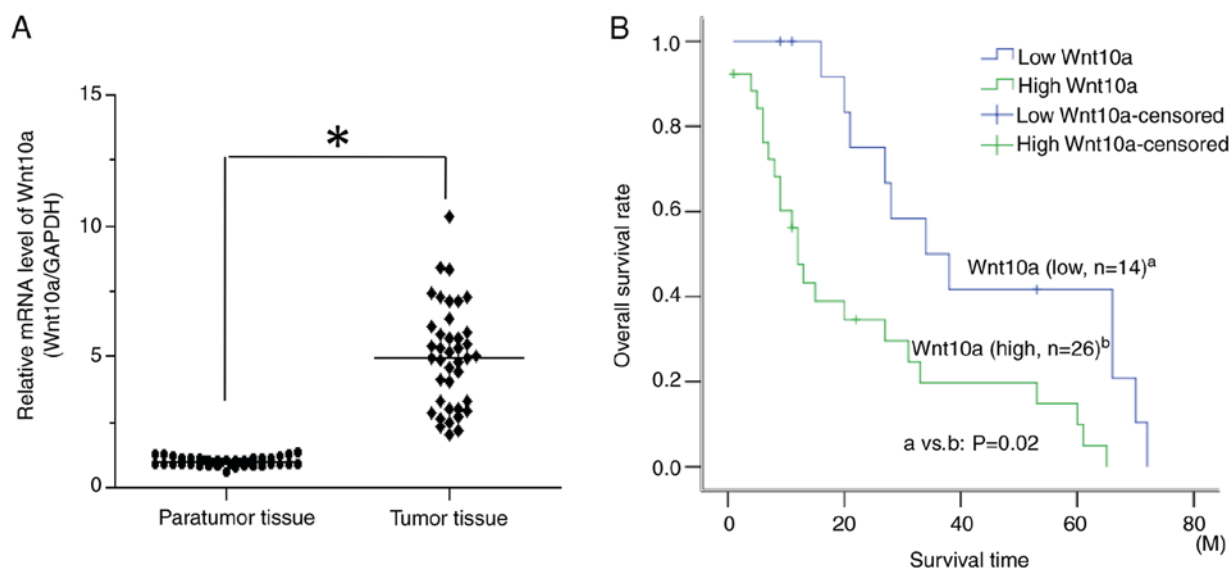 A
Relative mRNA level of Wnt10a
(Wnt10a/GAPDH)
15
10
5
0
*
Paratumor tissue
Tumor tissue
B
Overall survival rate
1.0
0.8
0.6
0.4
0.2
0.0
Low Wnt10a
High Wnt10a
Low Wnt10a-censored
High Wnt10a-censored
Wnt10a (low, n=14)ᵃ
Wnt10a (high, n=26)ᵇ
a vs.b: P=0.02
0 20 40 60 80
(M)
Survival time